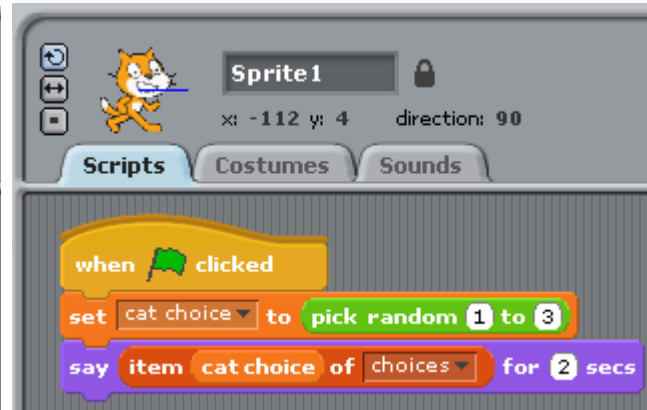 Sprite1
x: -112 y: 4 direction: 90
Scripts Costumes Sounds
when clicked
set cat choice to pick random 1 to 3
say item cat choice of choices for 2 secs